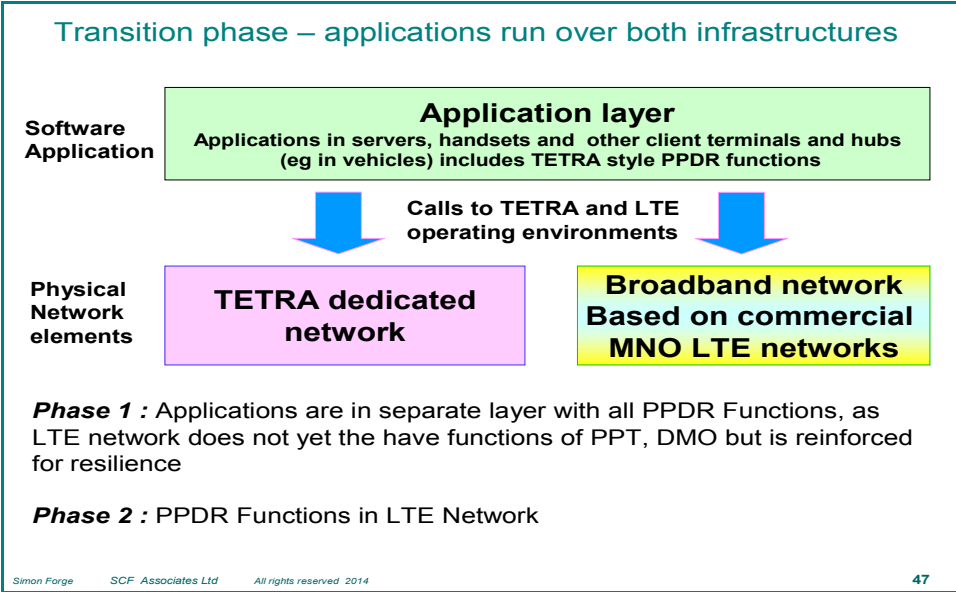 Transition phase – applications run over both infrastructures
Software
Application
Application layer
Applications in servers, handsets and other client terminals and hubs
(eg in vehicles) includes TETRA style PPDR functions
Calls to TETRA and LTE
operating environments
Physical
Network
elements
TETRA dedicated
network
Broadband network
Based on commercial
MNO LTE networks
Phase 1 : Applications are in separate layer with all PPDR Functions, as
LTE network does not yet the have functions of PPT, DMO but is reinforced
for resilience
Phase 2 : PPDR Functions in LTE Network
Simon Forge SCF Associates Ltd All rights reserved 2014 47